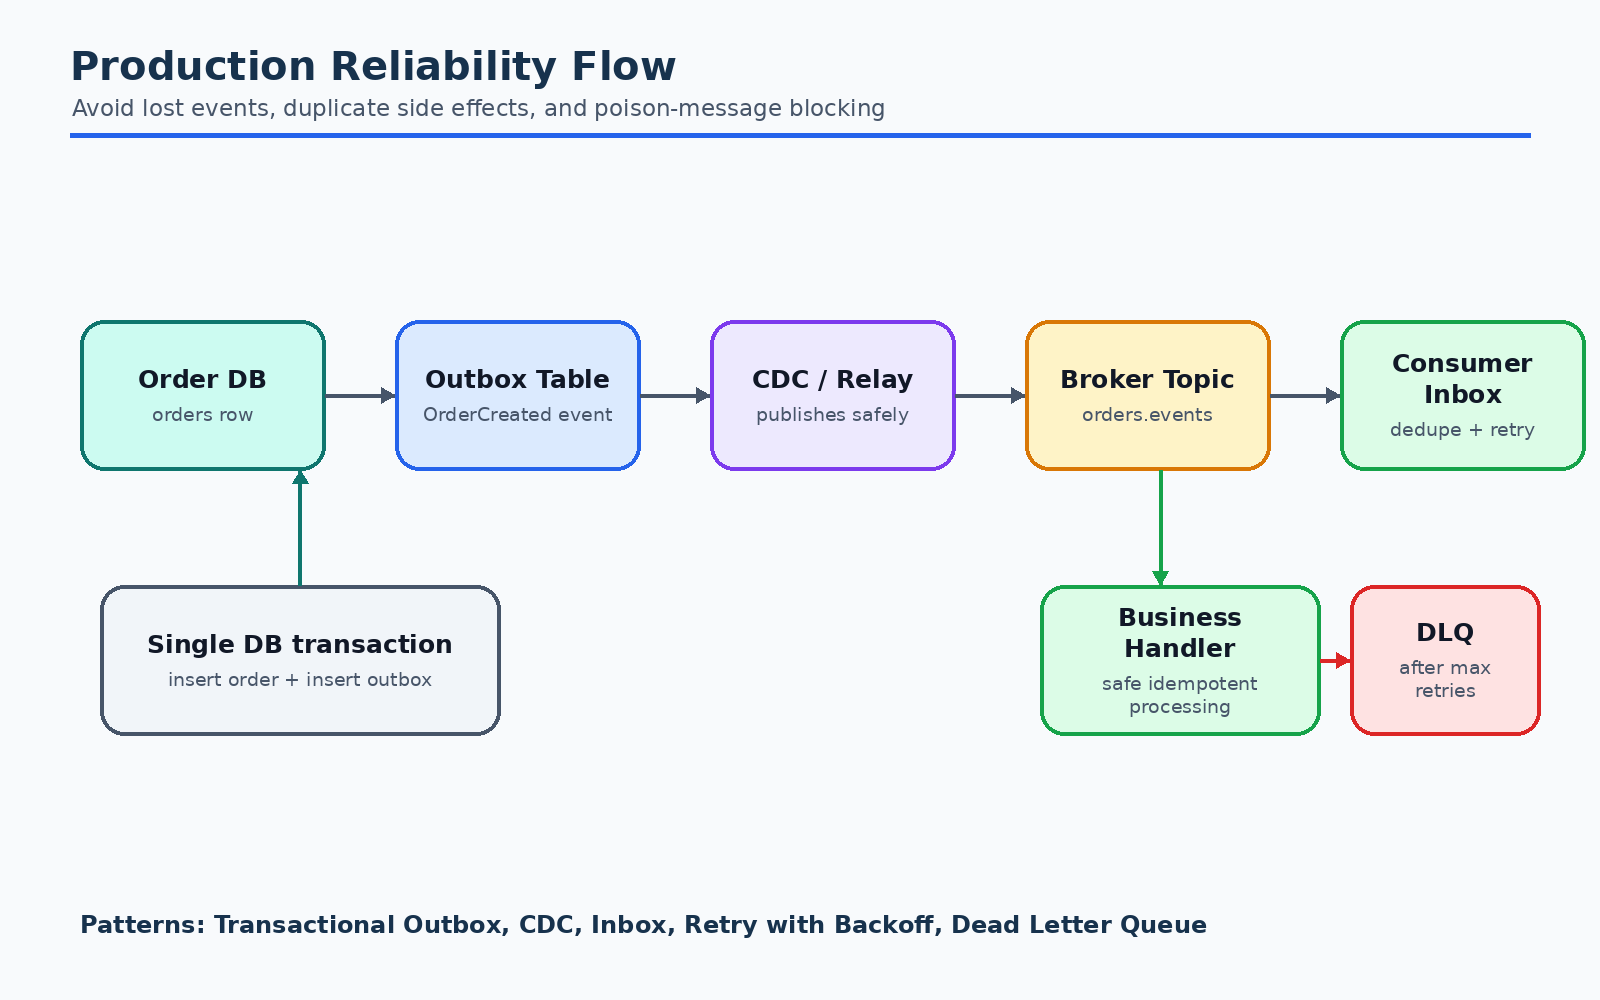 Production Reliability Flow
Avoid lost events, duplicate side effects, and poison-message blocking
Order DB
orders row
Outbox Table
OrderCreated event
CDC / Relay
publishes safely
Broker Topic
orders.events
Consumer
Inbox
dedupe + retry
Single DB transaction
insert order + insert outbox
Business
Handler
safe idempotent
processing
DLQ
after max
retries
Patterns: Transactional Outbox, CDC, Inbox, Retry with Backoff, Dead Letter Queue